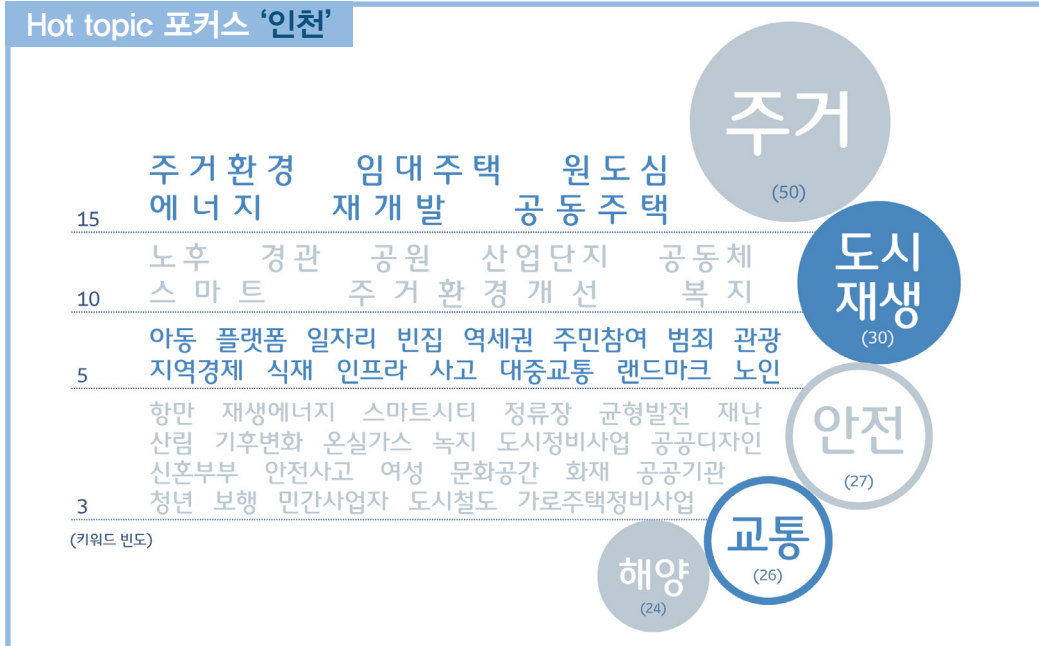 Hot topic 포커스 ‘인천’
주거
(50)
주거환경 임대주택 원도심
에너지 재개발 공동주택
15
도시
재생
(30)
노후 경관 공원 산업단지 공동체
스마트 주거환경개선 복지
10
아동 플랫폼 일자리 빈집 역세권 주민참여 범죄 관광
지역경제 식재 인프라 사고 대중교통 랜드마크 노인
5
안전
(27)
항만 재생에너지 스마트시티 정류장 균형발전 재난
산림 기후변화 온실가스 녹지 도시정비사업 공공디자인
신혼부부 안전사고 여성 문화공간 화재 공공기관
청년 보행 민간사업자 도시철도 가로주택정비사업
3
(키워드 빈도)
교통
(26)
해양
(24)